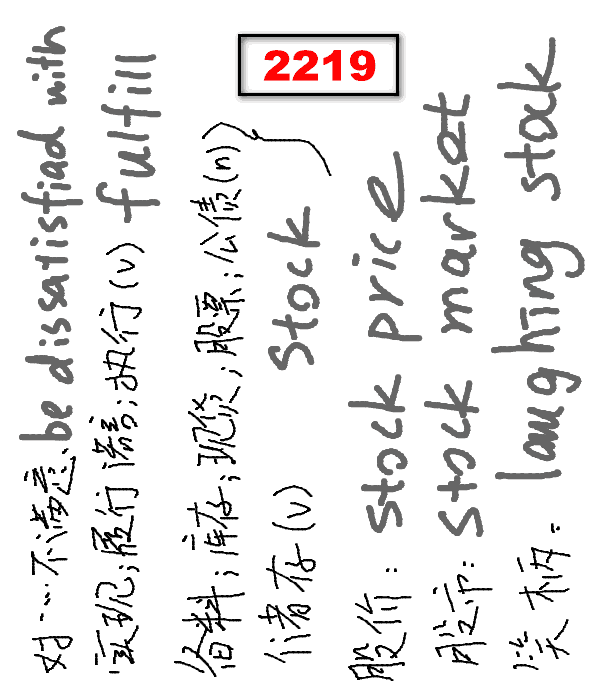 2219
对…不满意、be dissatisfiad with
实现;履行诺言;执行(v) fulfill
备料;库存;现货;股票;公债(n)
储存(v) stock
股价: stock price
股市: stock market
笑柄: laughing stock